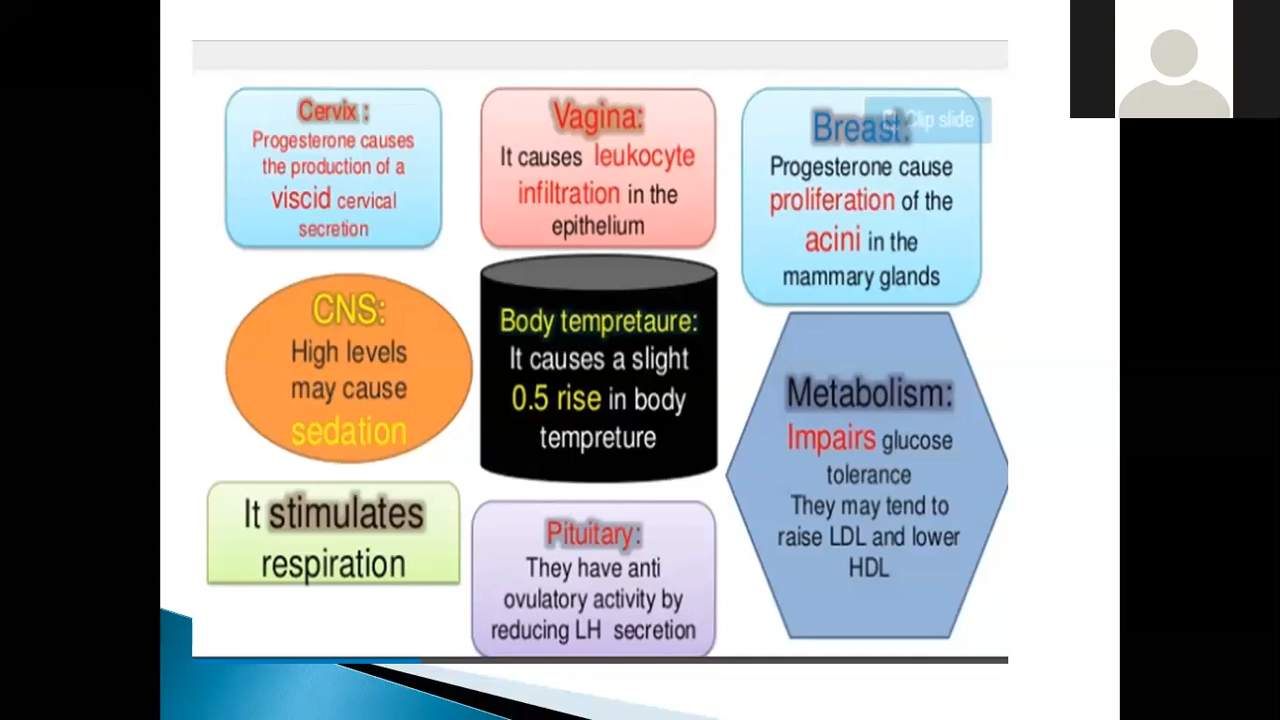 Cervix :
Progesterone causes
the production of a
viscid cervical
secretion
Vagina:
It causes leukocyte
infiltration in the
epithelium
Breast:
Clip slide
Progesterone cause
proliferation of the
acini in the
mammary glands
CNS:
High levels
may cause
sedation
Body tempretaure:
It causes a slight
0.5 rise in body
tempreture
Metabolism:
Impairs glucose
tolerance
They may tend to
raise LDL and lower
HDL
It stimulates
respiration
Pituitary:
They have anti
ovulatory activity by
reducing LH secretion